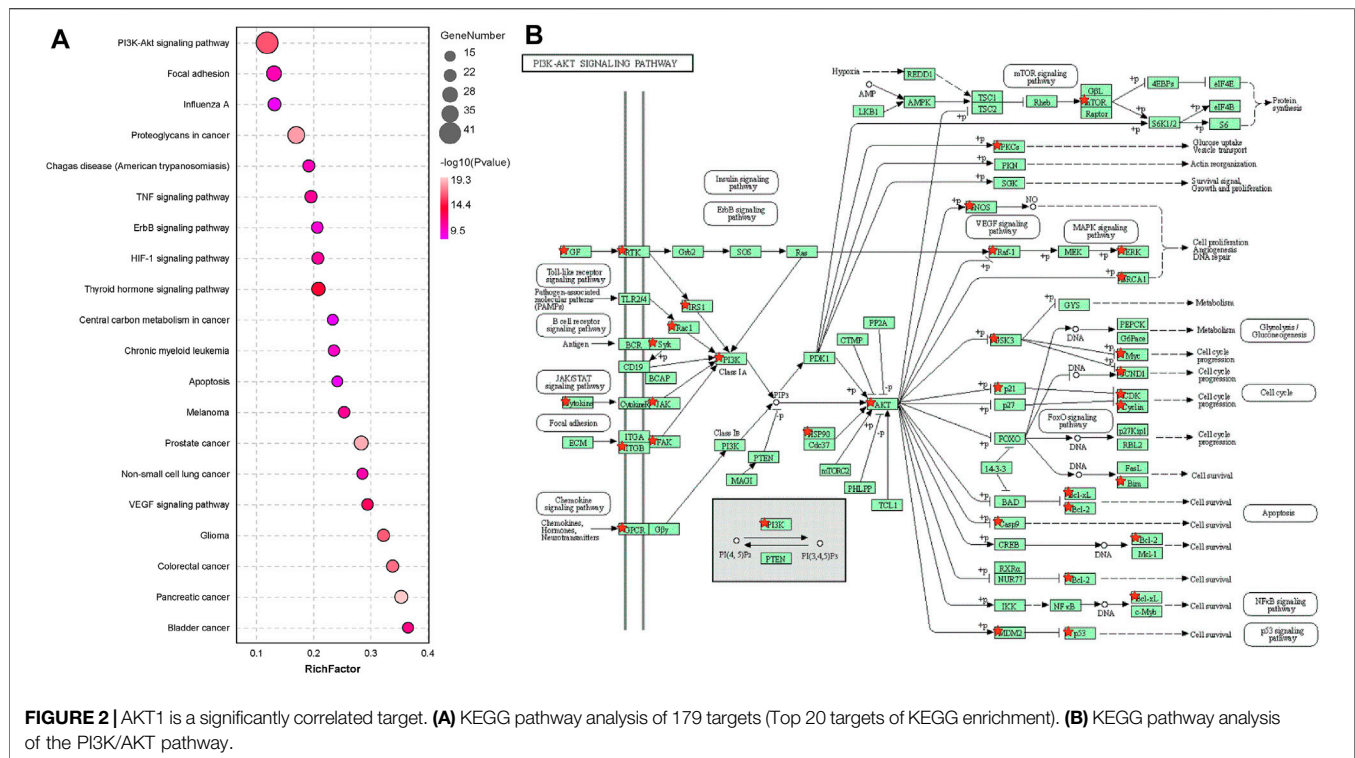 A
PI3K-Akt signaling pathway
Focal adhesion
Influenza A
Proteoglycans in cancer
Chagas disease (American trypanosomiasis)
TNF signaling pathway
ErbB signaling pathway
HIF-1 signaling pathway
Thyroid hormone signaling pathway
Central carbon metabolism in cancer
Chronic myeloid leukemia
Apoptosis
Melanoma
Prostate cancer
Non-small cell lung cancer
VEGF signaling pathway
Glioma
Colorectal cancer
Pancreatic cancer
Bladder cancer
0.1 0.2 0.3 0.4
RichFactor
GeneNumber
15
22
28
35
41
-log10(Pvalue)
19.3
14.4
9.5
B
PI3K-AKT SIGNALING PATHWAY
Hypoxia
REDD1
AMP
LKB1
AMPK
TSC1
TSC2
Rheb
mTOR signaling
pathway
GβL
mTOR
Raptor
4EBPs
eIF4E
S6K1/2
eIF4B
S6
Protein
synthesis
PKCs
Glucose uptake
Vesicle transport
PKN
Actin reorganization
SGK
Survival signal,
Growth and proliferation
Insulin signaling
pathway
ErbB signaling
pathway
eNOS
NO
VEGF signaling
pathway
MAPK signaling
pathway
GF
RTK
Grb2
SOS
Ras
Raf-1
MEK
ERK
Cell proliferation
Angiogenesis
DNA repair
BRCA1
Toll-like receptor
signaling pathway
Pathogen-associated
molecular patterns
(PAMPs)
TLR2/4
IRS1
Rac1
B cell receptor
signaling pathway
Antigen
BCR
Syk
CD19
BCAP
PI3K
Class IA
PDK1
CTMP
PP2A
GYS
Metabolism
GSK3
PEPCK
G6Pase
DNA
Metabolism
Glycolysis /
Gluconeogenesis
Myc
Cell cycle
progression
CCND1
DNA
Cell cycle
progression
JAK/STAT
signaling pathway
Cytokine
CytokineR
JAK
PIP3
AKT
p21
p27
CDK
Cyclin
Cell cycle
progression
Cell cycle
Focal adhesion
ECM
ITGA
ITGB
FAK
Class IB
PI3K
PTEN
MAGI
HSP90
Cdc37
mTORC2
PHLPP
TCL1
FoxO signaling
pathway
FOXO
DNA
p27Kip1
RBL2
Cell cycle
progression
14-3-3
DNA
FasL
Bim
Cell survival
BAD
Bcl-xL
Bcl-2
Cell survival
Apoptosis
Chemokine
signaling pathway
Chemokines,
Hormones,
Neurotransmitters
GPCR
Gβγ
PI3K
PI(4, 5)P2
PI(3,4,5)P3
PTEN
Casp9
Cell survival
CREB
DNA
Bcl-2
Mcl-1
Cell survival
RXRα
NUR77
Bcl-2
Cell survival
IKK
NFκB
DNA
Bcl-xL
c-Myb
Cell survival
NFκB signaling
pathway
MDM2
p53
Cell survival
p53 signaling
pathway
FIGURE 2 | AKT1 is a significantly correlated target. (A) KEGG pathway analysis of 179 targets (Top 20 targets of KEGG enrichment). (B) KEGG pathway analysis
of the PI3K/AKT pathway.